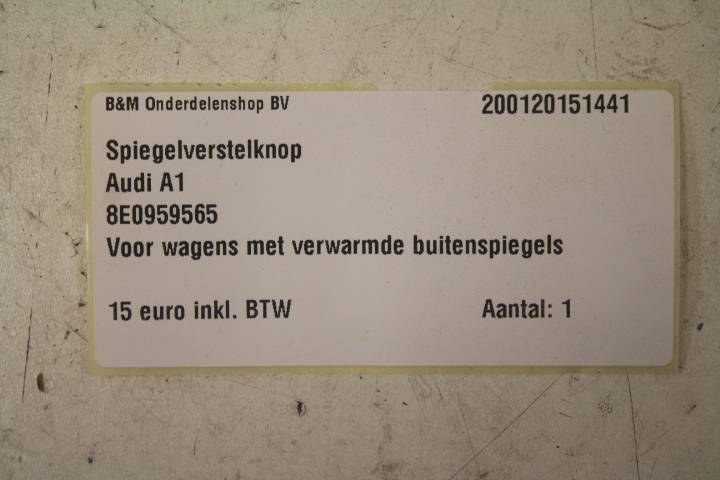 B&M Onderdelenshop BV 200120151441
Spiegelverstelknop
Audi A1
8E0959565
Voor wagens met verwarmde buitenspiegels
15 euro inkl. BTW Aantal: 1